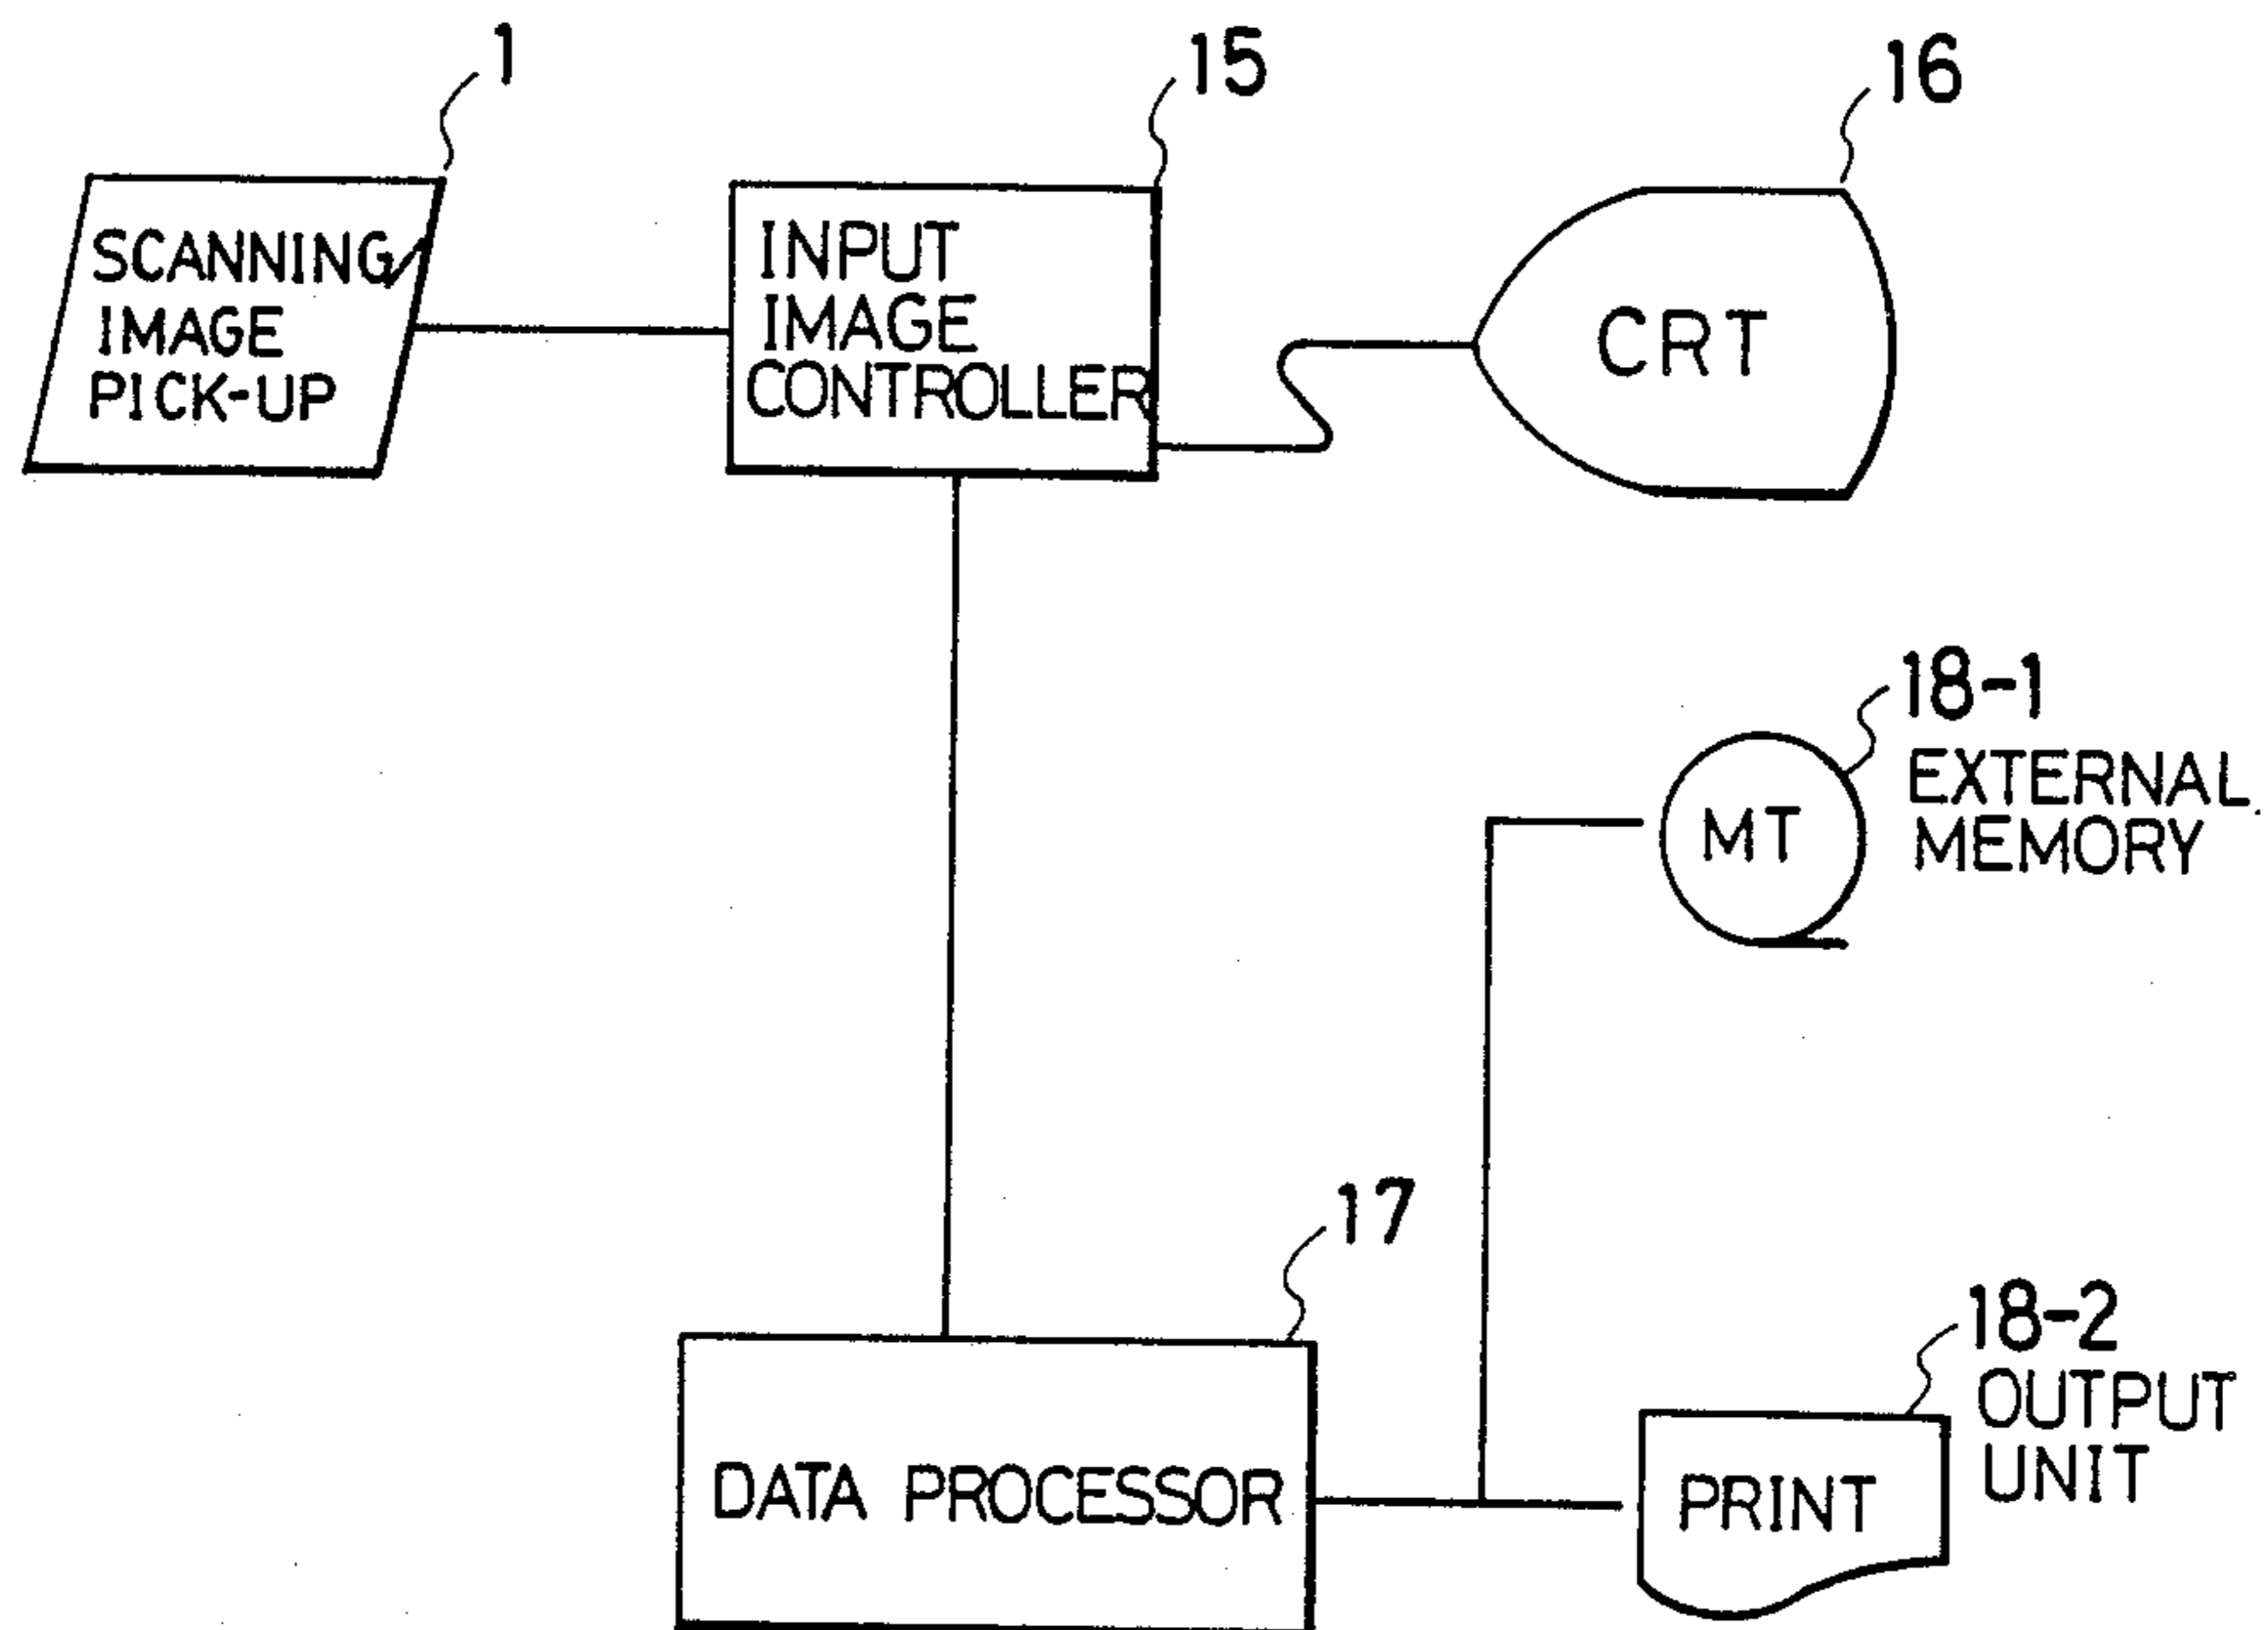 1
15
16
SCANNING/
IMAGE
PICK-UP
INPUT
IMAGE
CONTROLLER
CRT
18-1
EXTERNAL
MEMORY
MT
17
18-2
OUTPUT
UNIT
DATA PROCESSOR
PRINT